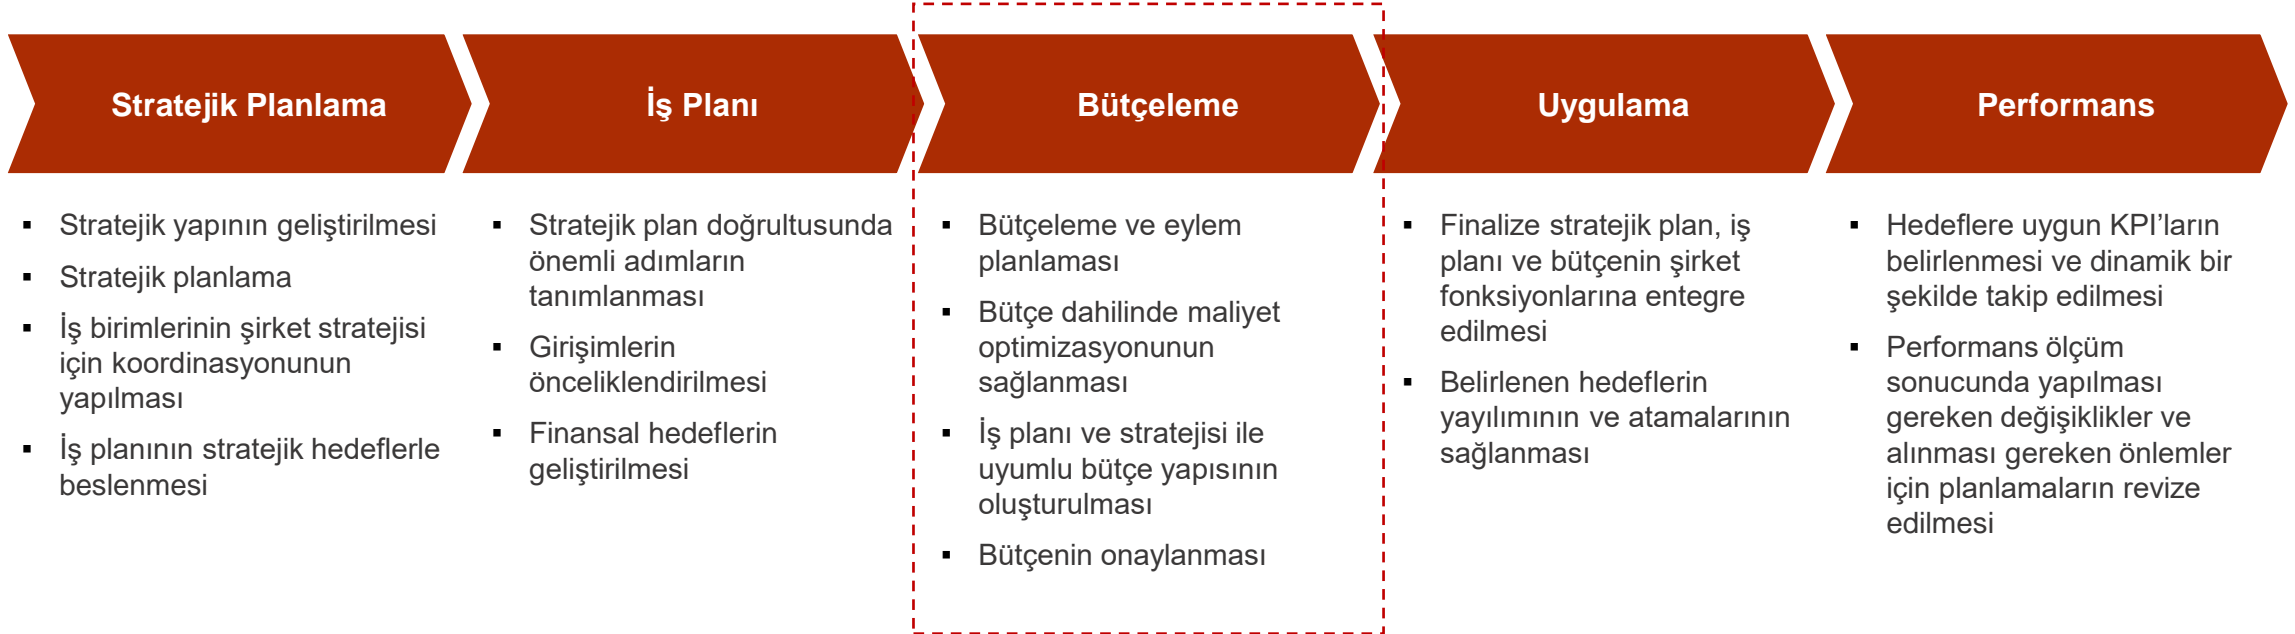 Stratejik Planlama
İş Planı
Bütçeleme
Uygulama
Performans
▪ Stratejik yapının geliştirilmesi
▪ Stratejik planlama
▪ İş birimlerinin şirket stratejisi
için koordinasyonunun
yapılması
▪ İş planının stratejik hedeflerle
beslenmesi
▪ Stratejik plan doğrultusunda
önemli adımların
tanımlanması
▪ Girişimlerin
önceliklendirilmesi
▪ Finansal hedeflerin
geliştirilmesi
▪ Bütçeleme ve eylem
planlaması
▪ Bütçe dahilinde maliyet
optimizasyonunun
sağlanması
▪ İş planı ve stratejisi ile
uyumlu bütçe yapısının
oluşturulması
▪ Bütçenin onaylanması
▪ Finalize stratejik plan, iş
planı ve bütçenin şirket
fonksiyonlarına entegre
edilmesi
▪ Belirlenen hedeflerin
yayılımının ve atamalarının
sağlanması
▪ Hedeflere uygun KPI’ların
belirlenmesi ve dinamik bir
şekilde takip edilmesi
▪ Performans ölçüm
sonucunda yapılması
gereken değişiklikler ve
alınması gereken önlemler
için planlamaların revize
edilmesi